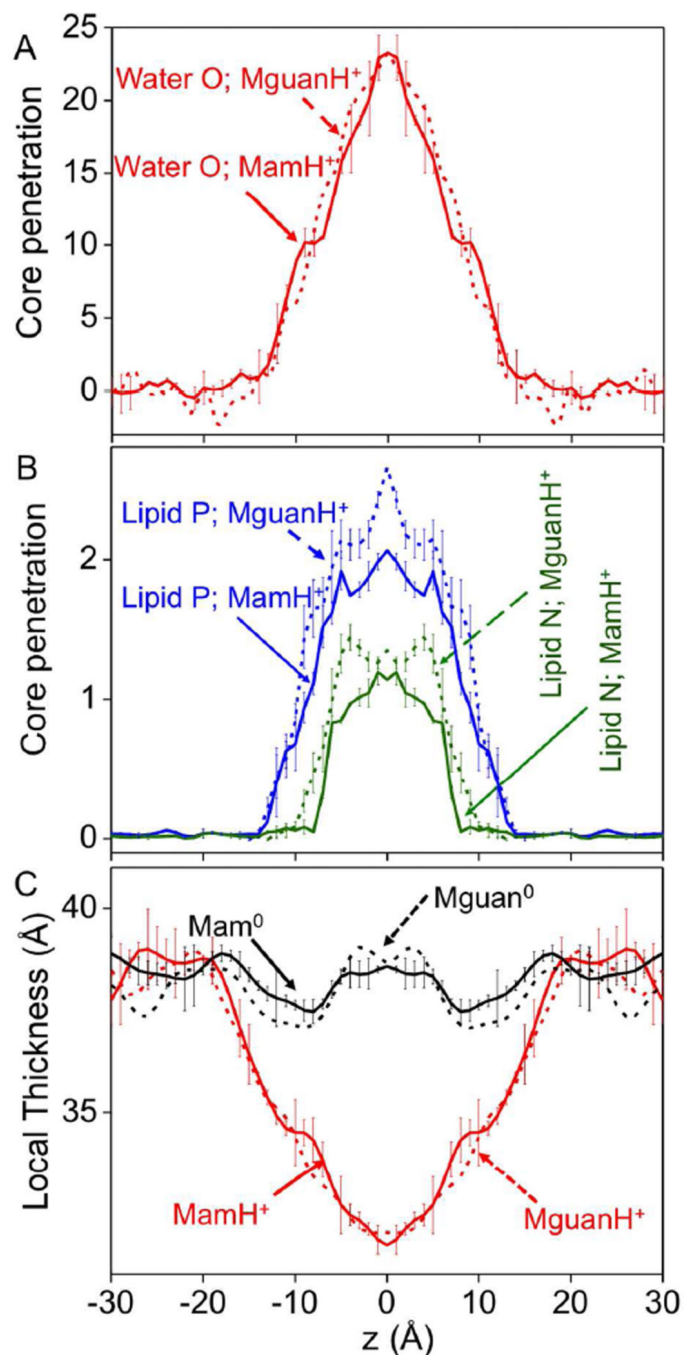 A
25
20
15
10
5
0
Core penetration
Water O; MguanH⁺
Water O; MamH⁺
B
2
1
0
Core penetration
Lipid P; MguanH⁺
Lipid P; MamH⁺
Lipid N; MguanH⁺
Lipid N; MamH⁺
C
40
35
Local Thickness (Å)
Mam⁰
Mguan⁰
MamH⁺
MguanH⁺
-30 -20 -10 0 10 20 30
z (Å)